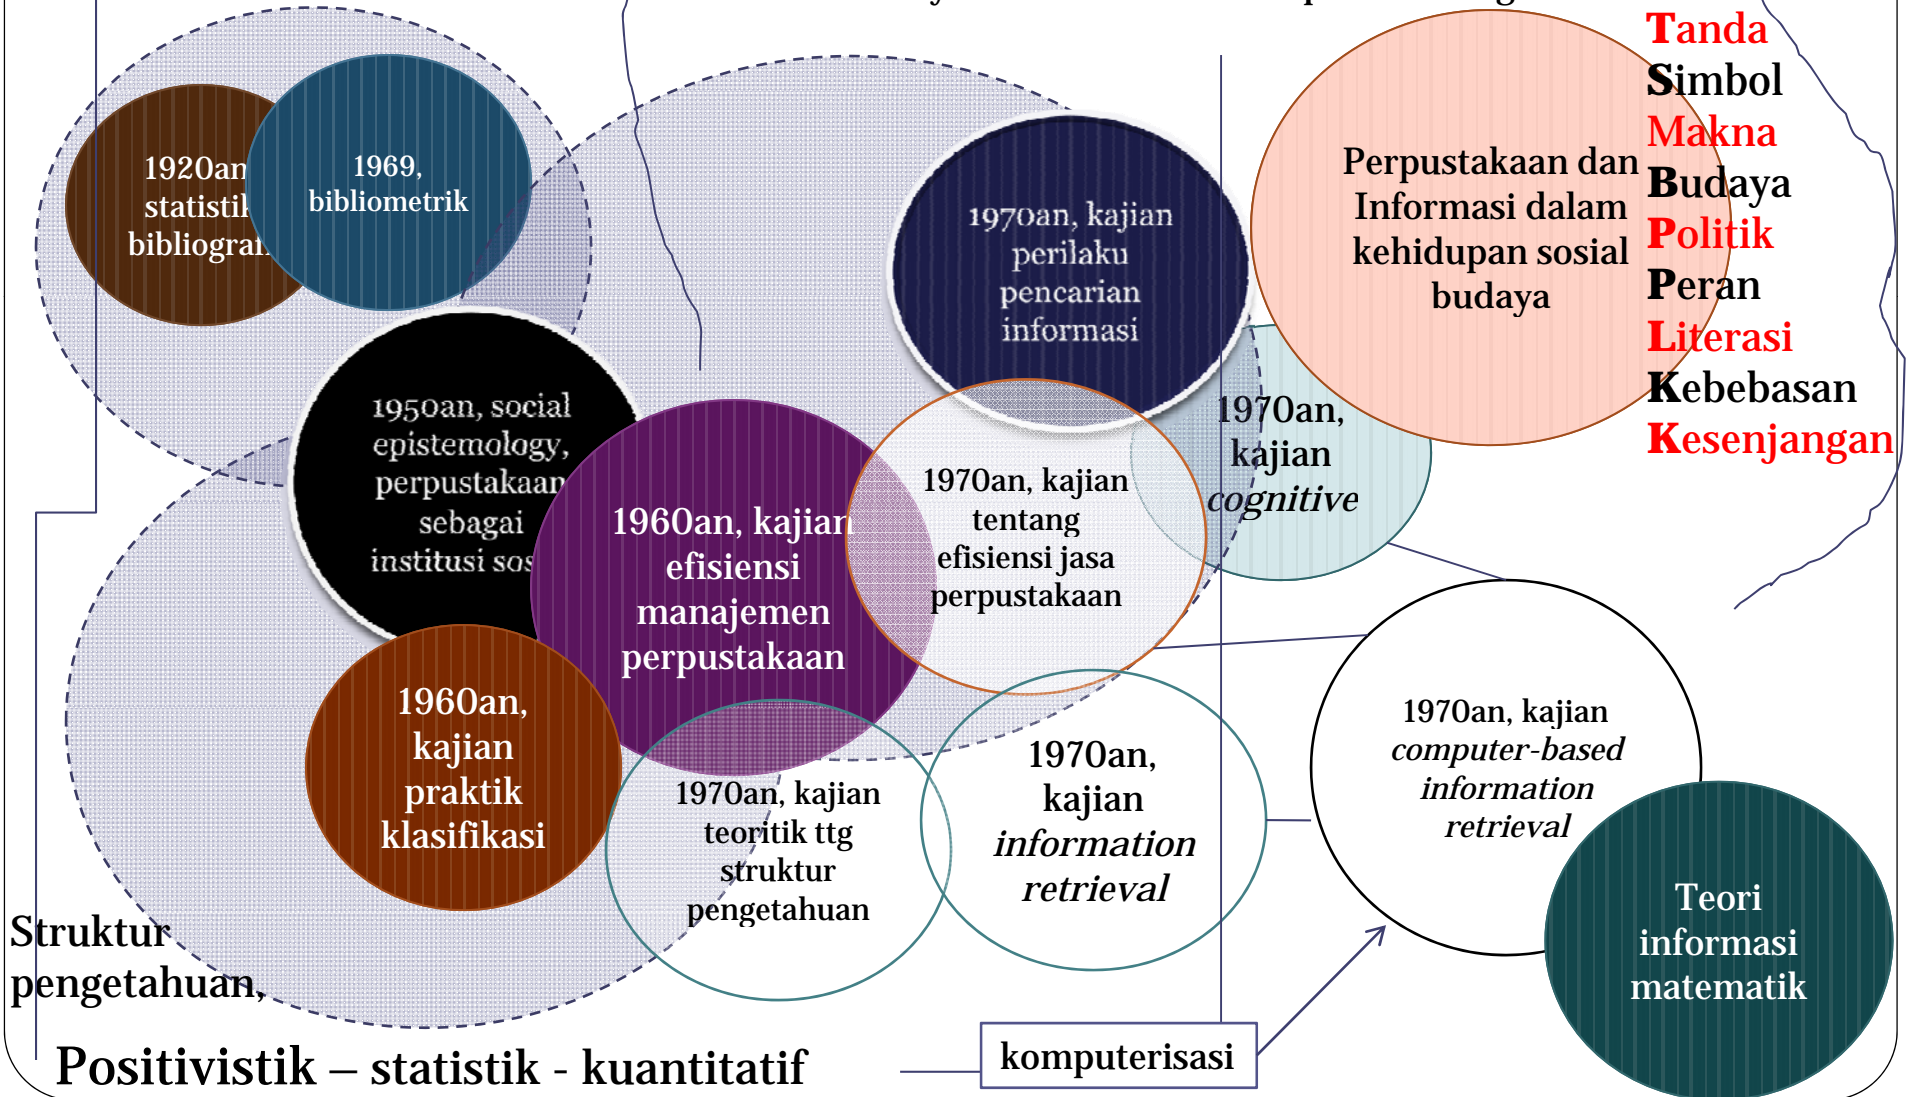 Tanda
Simbol
Makna
Budaya
Politik
Peran
Literasi
Kebebasan
Kesenjangan
1920an
statistik
bibliografi
1969,
bibliometrik
1970an, kajian
perilaku
pencarian
informasi
Perpustakaan dan
Informasi dalam
kehidupan sosial
budaya
1950an, social
epistemology,
perpustakaan
sebagai
institusi
1960an, kajian
efisiensi
manajemen
perpustakaan
1970an, kajian
tentang
efisiensi jasa
perpustakaan
1970an,
kajian
cognitive
1960an,
kajian
praktik
klasifikasi
1970an, kajian
teoritik ttg
struktur
pengetahuan
1970an,
kajian
information
retrieval
1970an, kajian
computer-based
information
retrieval
Teori
informasi
matematik
Struktur
pengetahuan,
Positivistik – statistik - kuantitatif
komputerisasi